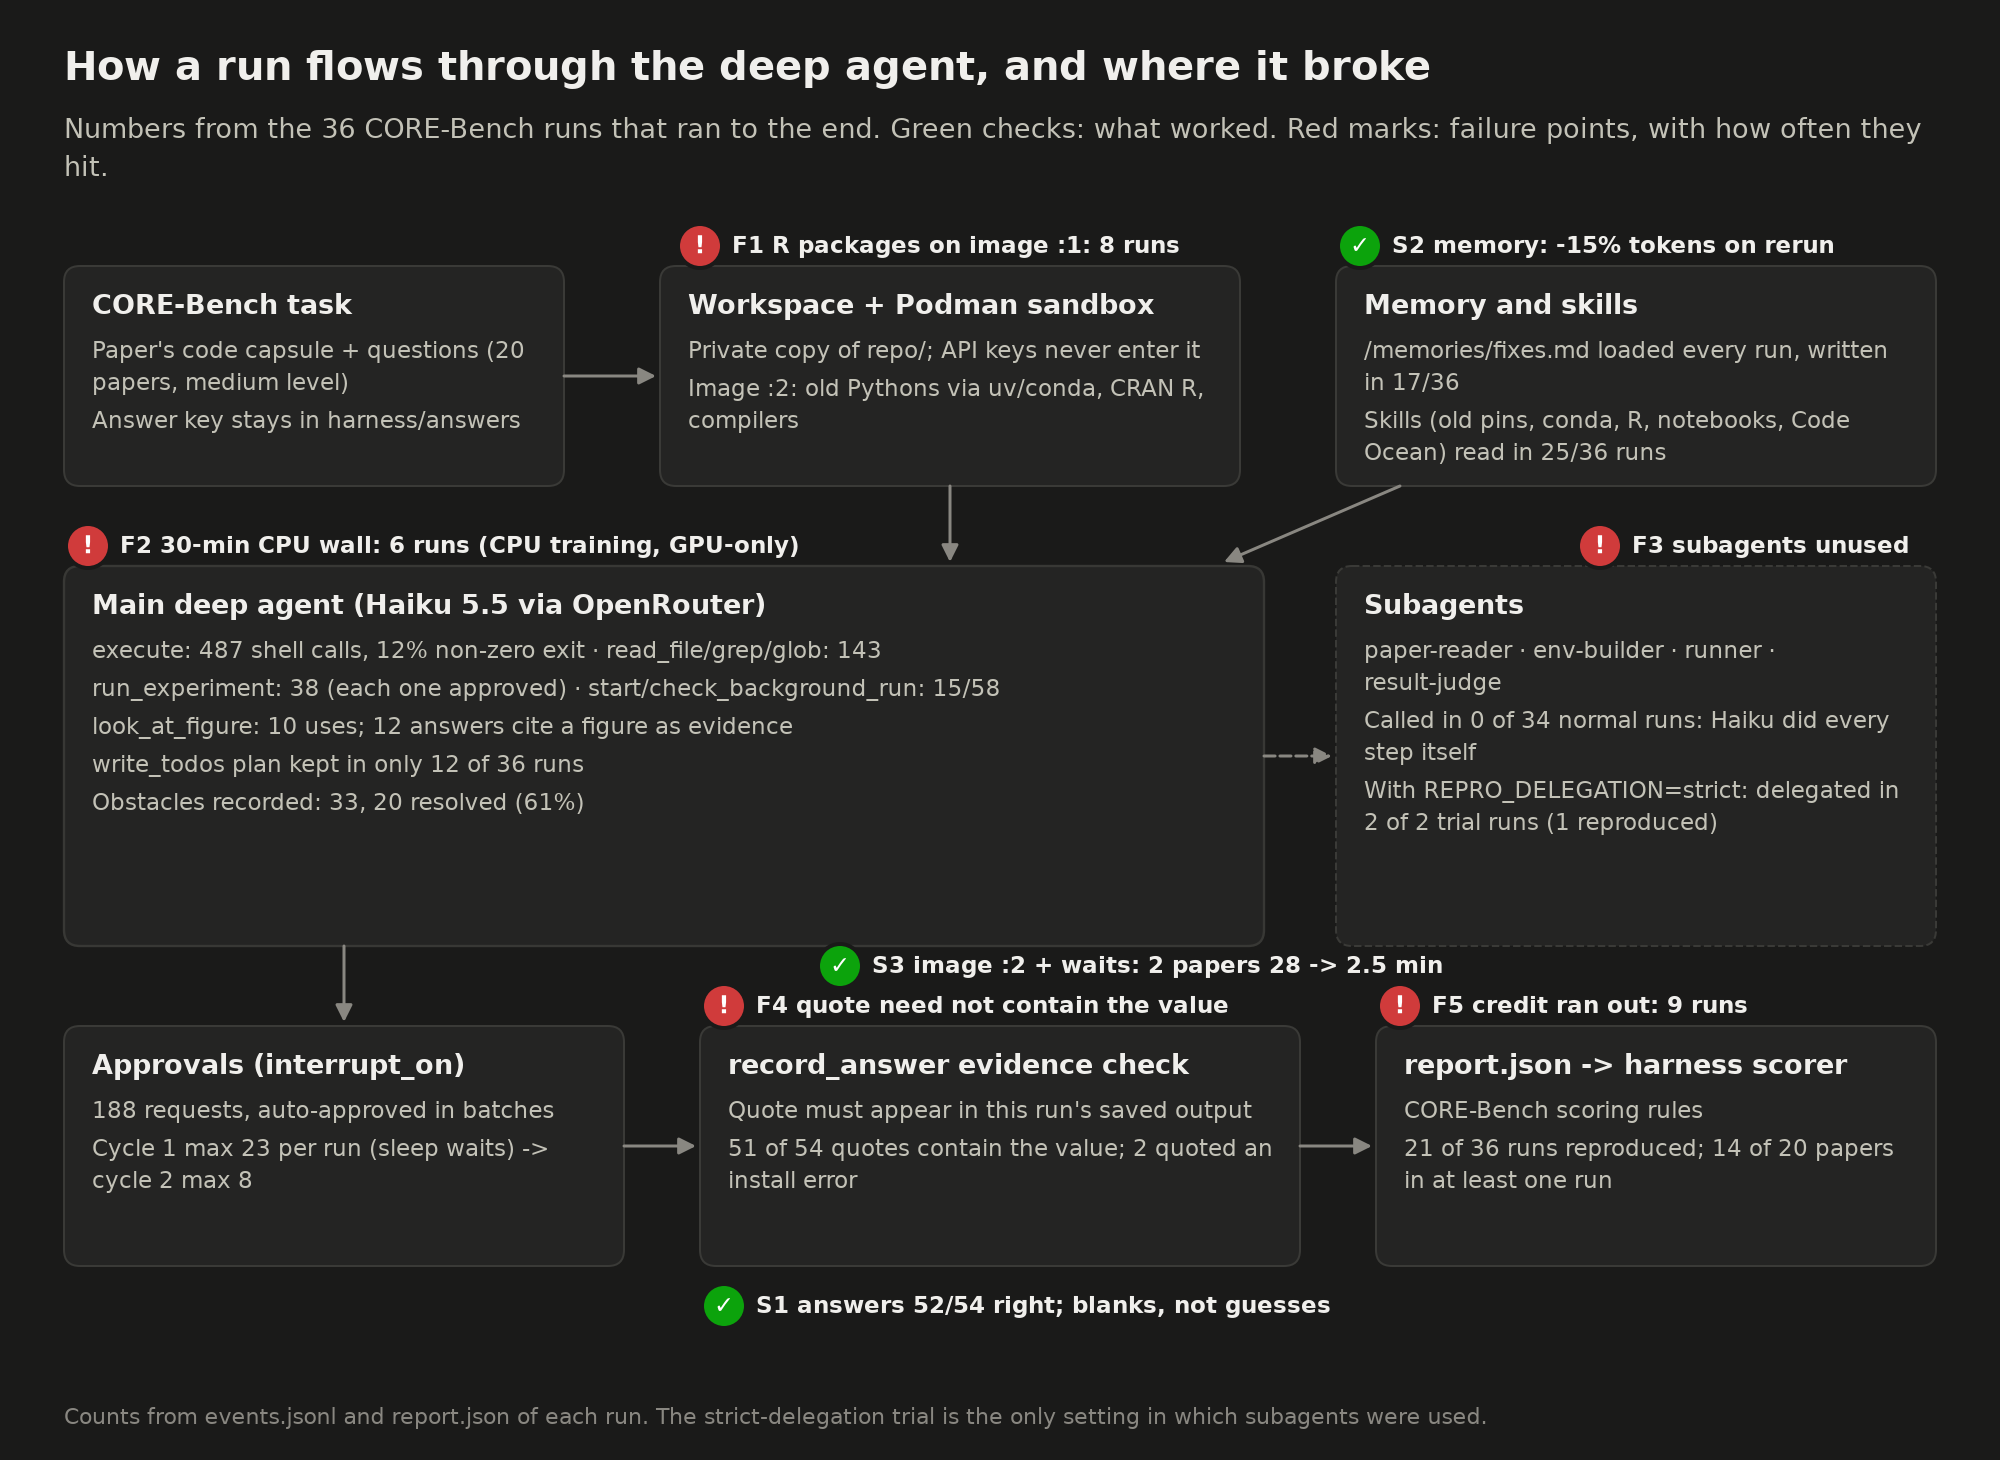 How a run flows through the deep agent, and where it broke
Numbers from the 36 CORE-Bench runs that ran to the end. Green checks: what worked. Red marks: failure points, with how often they
hit.
! F1 R packages on image :1: 8 runs
✓ S2 memory: -15% tokens on rerun
CORE-Bench task
Paper's code capsule + questions (20
papers, medium level)
Answer key stays in harness/answers
Workspace + Podman sandbox
Private copy of repo/; API keys never enter it
Image :2: old Pythons via uv/conda, CRAN R,
compilers
Memory and skills
/memories/fixes.md loaded every run, written
in 17/36
Skills (old pins, conda, R, notebooks, Code
Ocean) read in 25/36 runs
! F2 30-min CPU wall: 6 runs (CPU training, GPU-only)
! F3 subagents unused
Main deep agent (Haiku 5.5 via OpenRouter)
execute: 487 shell calls, 12% non-zero exit · read_file/grep/glob: 143
run_experiment: 38 (each one approved) · start/check_background_run: 15/58
look_at_figure: 10 uses; 12 answers cite a figure as evidence
write_todos plan kept in only 12 of 36 runs
Obstacles recorded: 33, 20 resolved (61%)
Subagents
paper-reader · env-builder · runner ·
result-judge
Called in 0 of 34 normal runs: Haiku did every
step itself
With REPRO_DELEGATION=strict: delegated in
2 of 2 trial runs (1 reproduced)
✓ S3 image :2 + waits: 2 papers 28 -> 2.5 min
! F4 quote need not contain the value
! F5 credit ran out: 9 runs
Approvals (interrupt_on)
188 requests, auto-approved in batches
Cycle 1 max 23 per run (sleep waits) ->
cycle 2 max 8
record_answer evidence check
Quote must appear in this run's saved output
51 of 54 quotes contain the value; 2 quoted an
install error
report.json -> harness scorer
CORE-Bench scoring rules
21 of 36 runs reproduced; 14 of 20 papers
in at least one run
✓ S1 answers 52/54 right; blanks, not guesses
Counts from events.jsonl and report.json of each run. The strict-delegation trial is the only setting in which subagents were used.